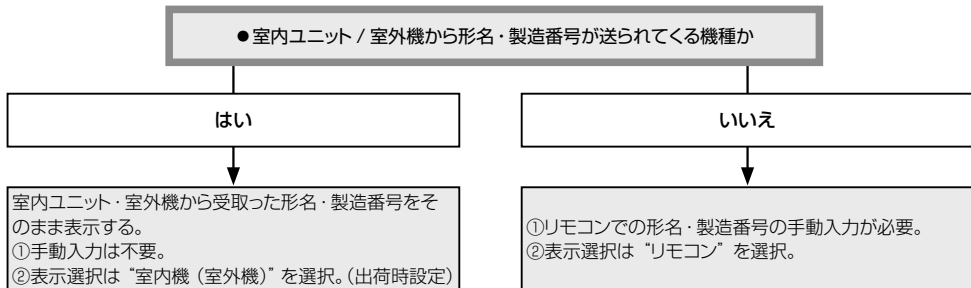 ●室内ユニット / 室外機から形名・製造番号が送られてくる機種か
はい
いいえ
室内ユニット・室外機から受取った形名・製造番号をそ
のまま表示する。
①手動入力は不要。
②表示選択は“室内機（室外機）”を選択。（出荷時設定）
①リモコンでの形名・製造番号の手動入力が必要。
②表示選択は“リモコン”を選択。